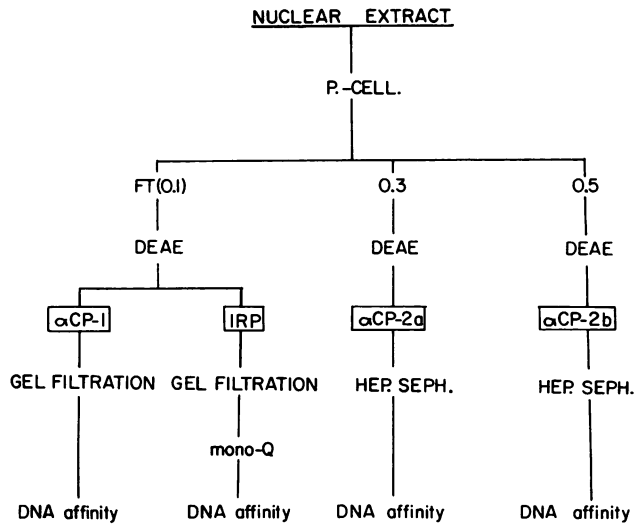 NUCLEAR EXTRACT
P.-CELL.
FT(0.1) 0.3 0.5
DEAE DEAE DEAE
αCP-1 IRP αCP-2a αCP-2b
GEL FILTRATION GEL FILTRATION HEP. SEPH. HEP. SEPH.
mono-Q
DNA affinity DNA affinity DNA affinity DNA affinity